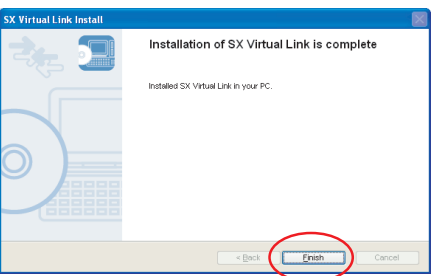 SX Virtual Link Install
Installation of SX Virtual Link is complete
Installed SX Virtual Link in your PC.
< Back Finish Cancel